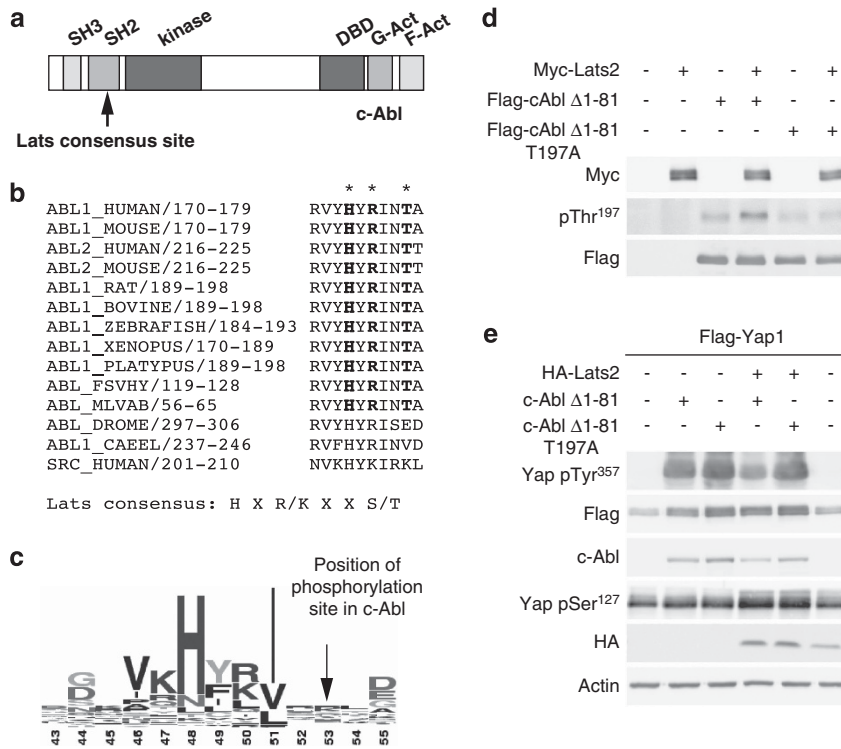 a
SH3 SH2 kinase DBD G-Act F-Act
c-Abl
Lats consensus site
b
* * *
ABL1_HUMAN/170-179 RVYHYRINTA
ABL1_MOUSE/170-179 RVYHYRINTA
ABL2_HUMAN/216-225 RVYHYRINTT
ABL2_MOUSE/216-225 RVYHYRINTT
ABL1_RAT/189-198 RVYHYRINTA
ABL1_BOVINE/189-198 RVYHYRINTA
ABL1_ZEBRAFISH/184-193 RVYHYRINTA
ABL1_XENOPUS/170-189 RVYHYRINTA
ABL1_PLATYPUS/189-198 RVYHYRINTA
ABL_FSVHY/119-128 RVYHYRINTA
ABL_MLVAB/56-65 RVYHYRINTA
ABL_DROME/297-306 RVYHYRISED
ABL1_CAEEL/237-246 RVFHYRINVD
SRC_HUMAN/201-210 NVKHYKIRKL
Lats consensus: H X R/K X X S/T
c
Position of
phosphorylation
site in c-Abl
G V K H Y R V D
D N F K L E
43 44 45 46 47 48 49 50 51 52 53 54 55
d
Myc-Lats2 - + - + - +
Flag-cAbl Δ1-81 - - + + - -
Flag-cAbl Δ1-81 - - - - + +
T197A
Myc
pThr197
Flag
e
Flag-Yap1
HA-Lats2 - - - + + -
c-Abl Δ1-81 - + - + - -
c-Abl Δ1-81 - - + - + -
T197A
Yap pTyr357
Flag
c-Abl
Yap pSer127
HA
Actin